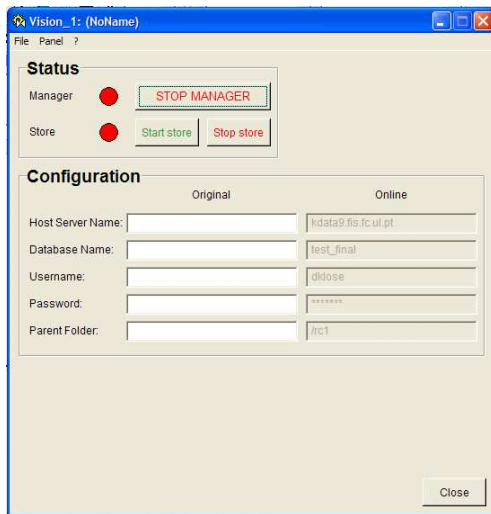 Vision_1: (NoName)
File Panel ?
Status
Manager STOP MANAGER
Store Start store Stop store
Configuration
Original Online
Host Server Name: kdata9.fis.fc.ul.pt
Database Name: test_final
Username: dklose
Password: *******
Parent Folder: /rc1
Close